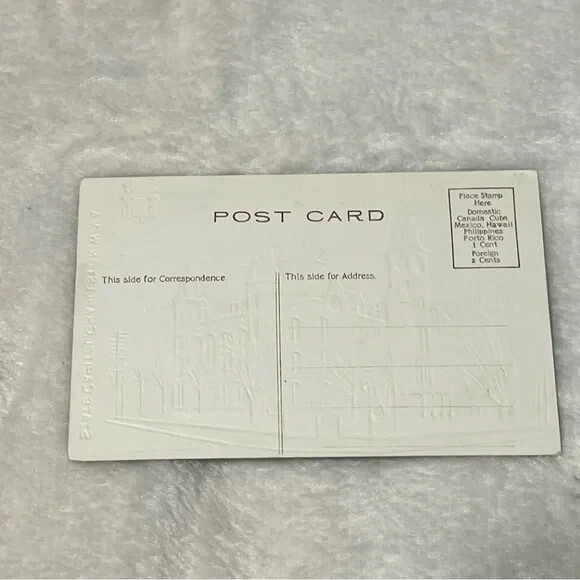 POST CARD
Place Stamp
Here
Domestic
Canada Cuba
Mexico, Hawaii
Philippines
Porto Rico
1 Cent
Foreign
2 Cents
This side for Correspondence
This side for Address.